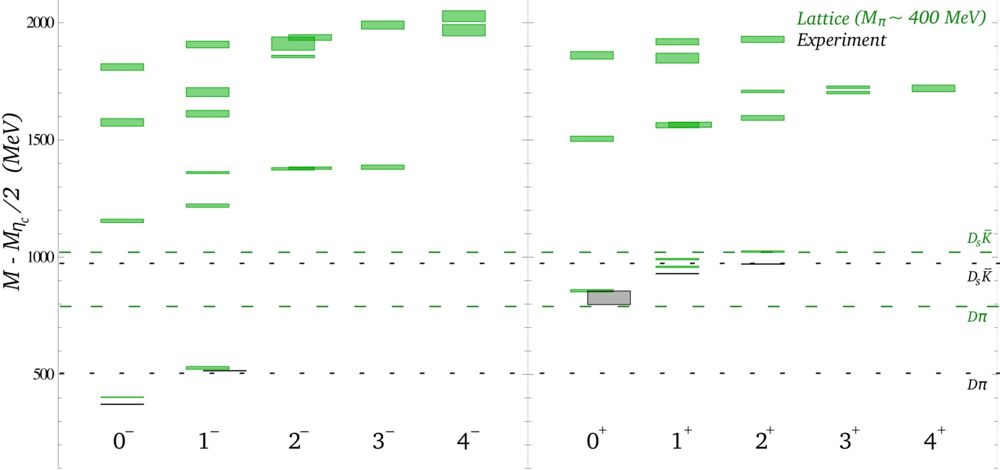 Lattice (Mπ ~ 400 MeV)
Experiment
M - Mηc/2 (MeV)
2000
1500
1000
500
DsK̄
DsK̄
Dπ
Dπ
0⁻ 1⁻ 2⁻ 3⁻ 4⁻ 0⁺ 1⁺ 2⁺ 3⁺ 4⁺